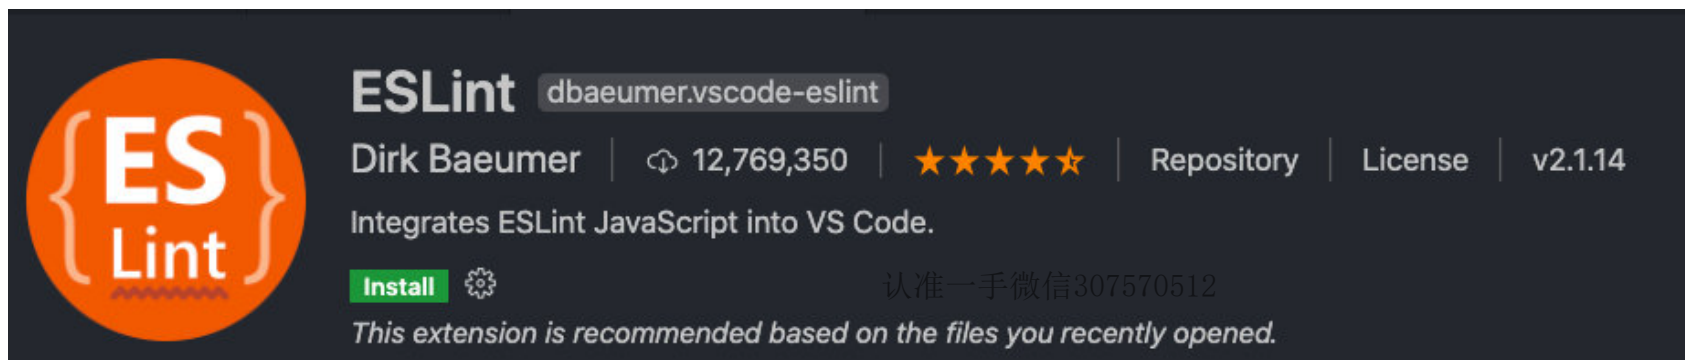 ES
Lint
ESLint dbaeumer.vscode-eslint
Dirk Baeumer 12,769,350 Repository License v2.1.14
Integrates ESLint JavaScript into VS Code.
Install
认准一手微信307570512
This extension is recommended based on the files you recently opened.